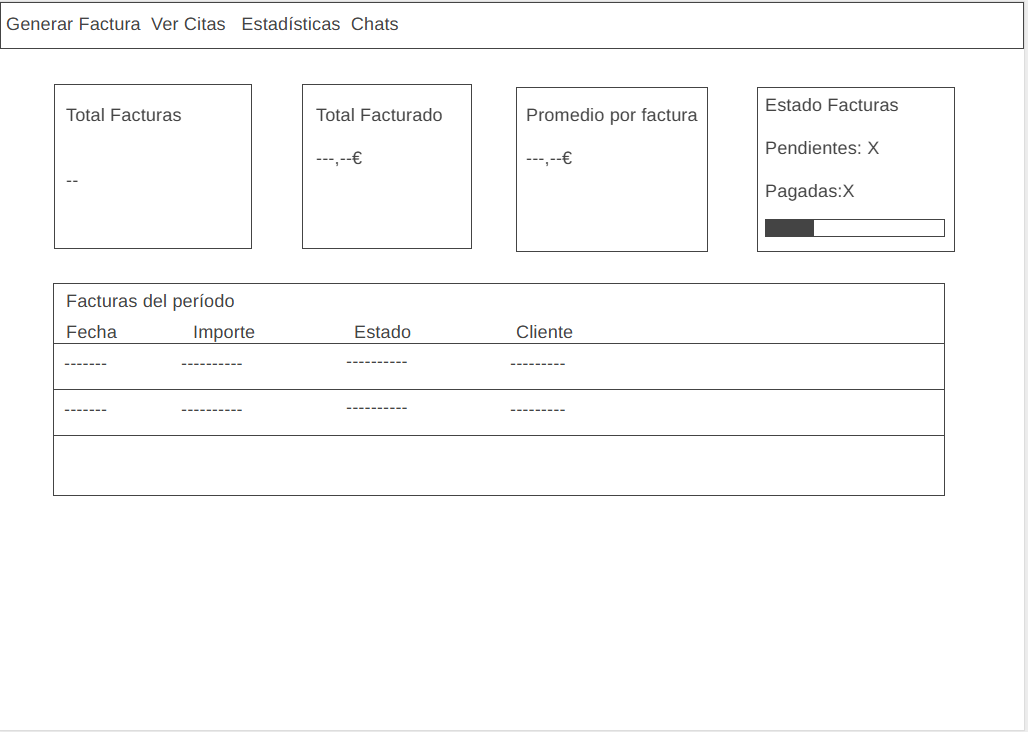 Generar Factura Ver Citas Estadísticas Chats
Total Facturas
--
Total Facturado
---,--€
Promedio por factura
---,--€
Estado Facturas
Pendientes: X
Pagadas:X
Facturas del período
Fecha Importe Estado Cliente
------- ---------- ---------- ---------
------- ---------- ---------- ---------